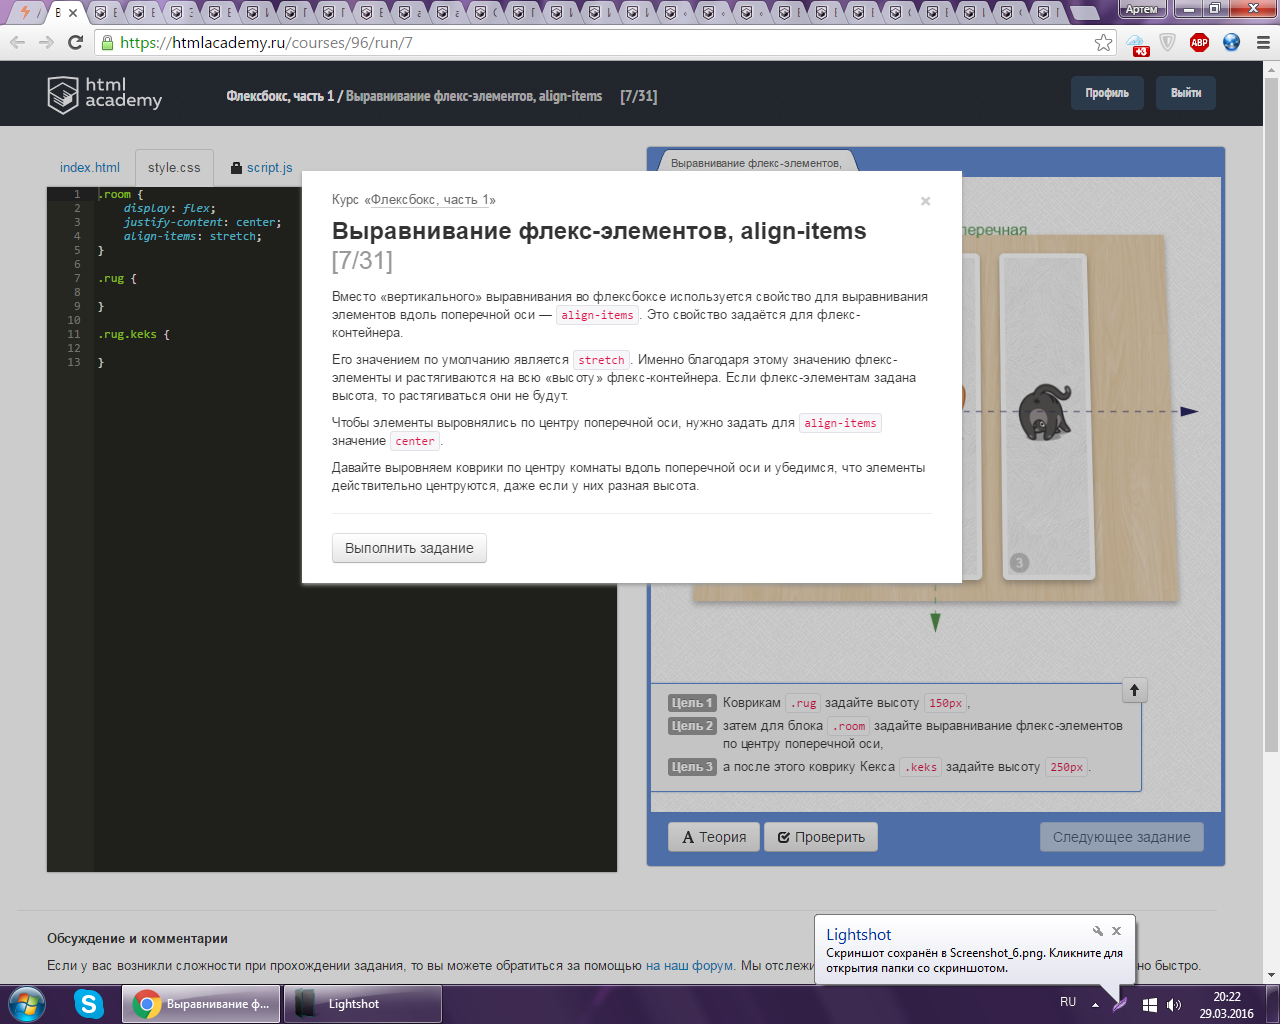 Артем
https://htmlacademy.ru/courses/96/run/7
+3
ABP
html academy
Флексбокс, часть 1 / Выравнивание флекс-элементов, align-items [7/31]
Профиль
Выйти
index.html
style.css
script.js
1 .room {
2 display: flex;
3 justify-content: center;
4 align-items: stretch;
5 }
6
7 .rug {
8
9 }
10
11 .rug.keks {
12
13 }
Выравнивание флекс-элементов,
Курс «Флексбокс, часть 1»
Выравнивание флекс-элементов, align-items
[7/31]
Вместо «вертикального» выравнивания во флексбоксе используется свойство для выравнивания
элементов вдоль поперечной оси — align-items. Это свойство задаётся для флекс-
контейнера.
Его значением по умолчанию является stretch. Именно благодаря этому значению флекс-
элементы и растягиваются на всю «высоту» флекс-контейнера. Если флекс-элементам задана
высота, то растягиваться они не будут.
Чтобы элементы выровнялись по центру поперечной оси, нужно задать для align-items
значение center.
Давайте выровняем коврики по центру комнаты вдоль поперечной оси и убедимся, что элементы
действительно центруются, даже если у них разная высота.
Выполнить задание
перечная
3
Цель 1 Коврикам .rug задайте высоту 150px,
Цель 2 затем для блока .room задайте выравнивание флекс-элементов
по центру поперечной оси,
Цель 3 а после этого коврику Кекса .keks задайте высоту 250px.
Теория
Проверить
Следующее задание
Обсуждение и комментарии
Если у вас возникли сложности при прохождении задания, то вы можете обратиться за помощью на наш форум. Мы отслежи
но быстро.
Lightshot
Скриншот сохранён в Screenshot_6.png. Кликните для
открытия папки со скриншотом.
Выравнивание ф...
Lightshot
RU
20:22
29.03.2016